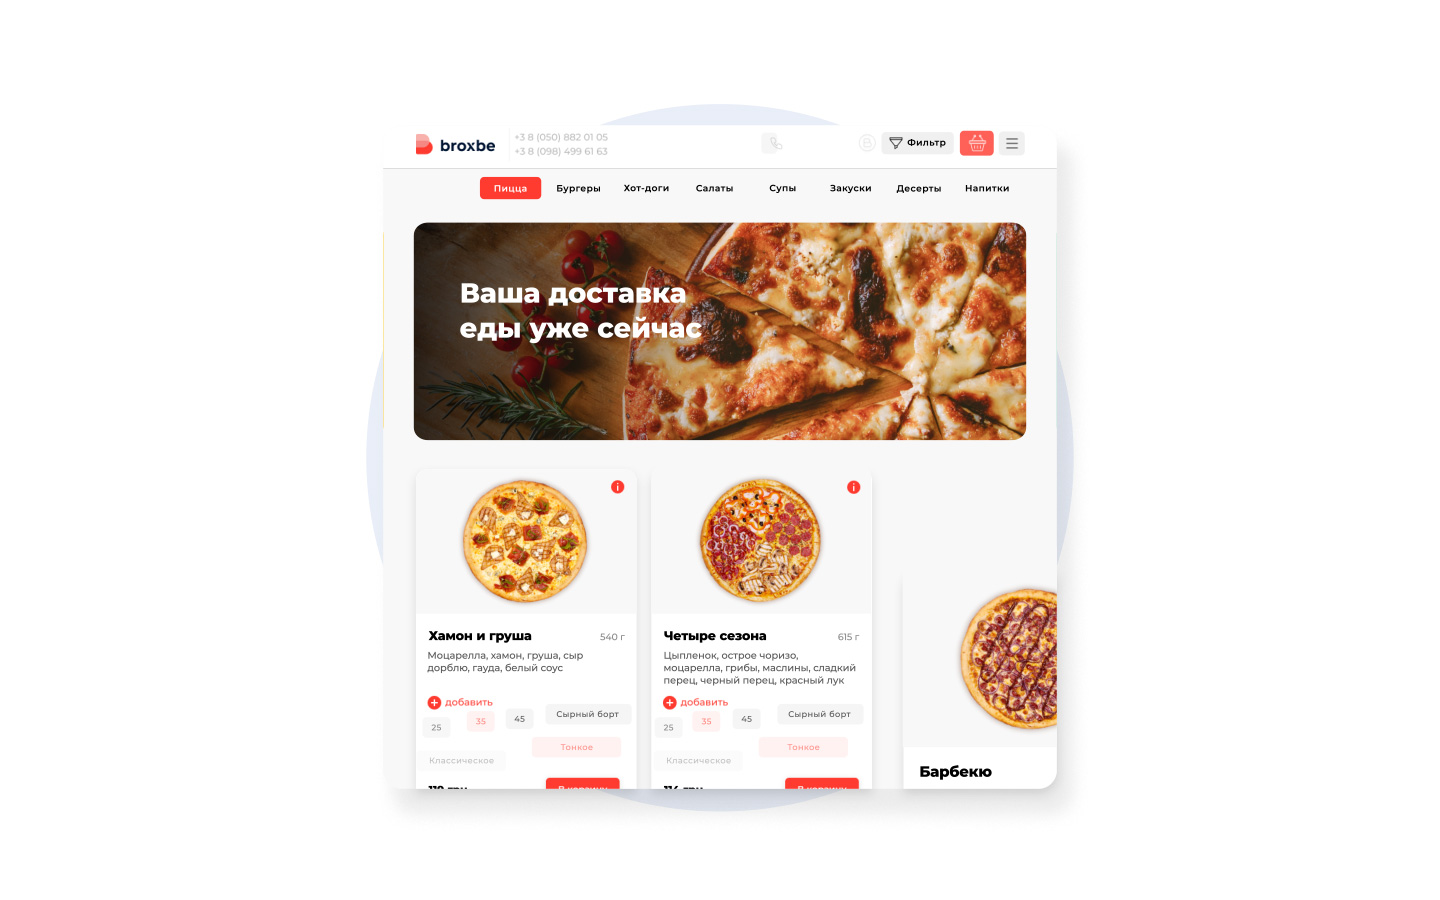 broxbe
+3 8 (050) 882 01 05
+3 8 (098) 499 61 63
Фильтр
Пицца Бургеры Хот-доги Салаты Супы Закуски Десерты Напитки
Ваша доставка
еды уже сейчас
Хамон и груша 540 г
Моцарелла, хамон, груша, сыр
дорблю, гауда, белый соус
добавить
25 35 45 Сырный борт
Тонкое
Классическое
В корзину
Четыре сезона 615 г
Цыпленок, острое чоризо,
моцарелла, грибы, маслины, сладкий
перец, черный перец, красный лук
добавить
25 35 45 Сырный борт
Тонкое
Классическое
В корзину
Барбекю